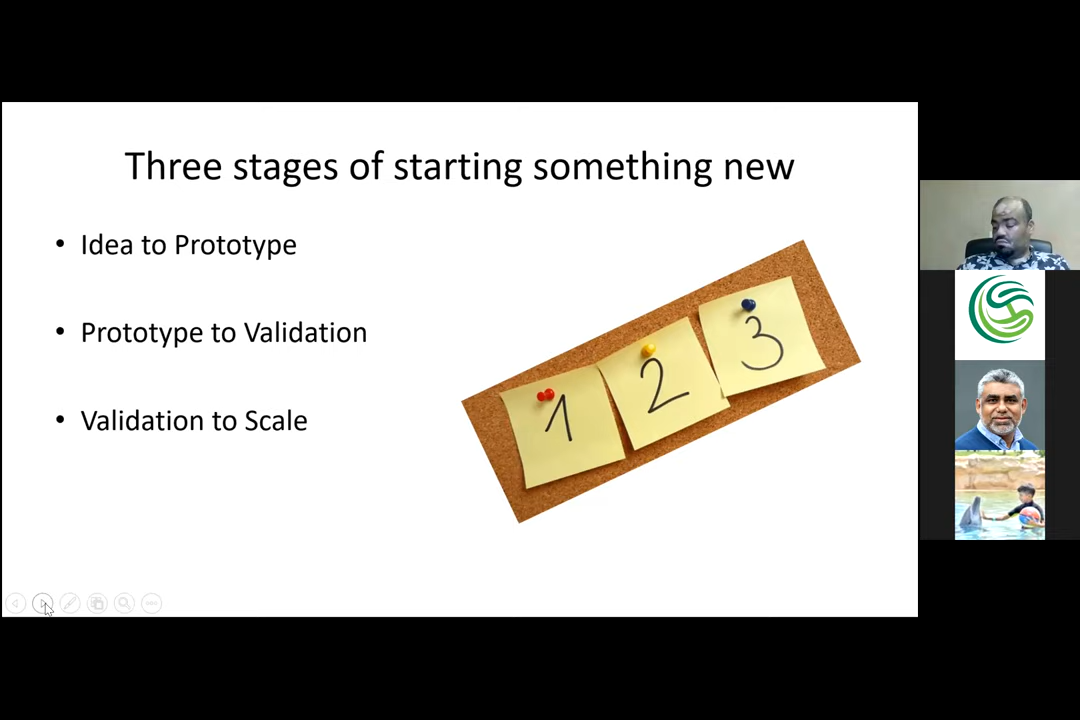 Three stages of starting something new
• Idea to Prototype
• Prototype to Validation
• Validation to Scale
1
2
3